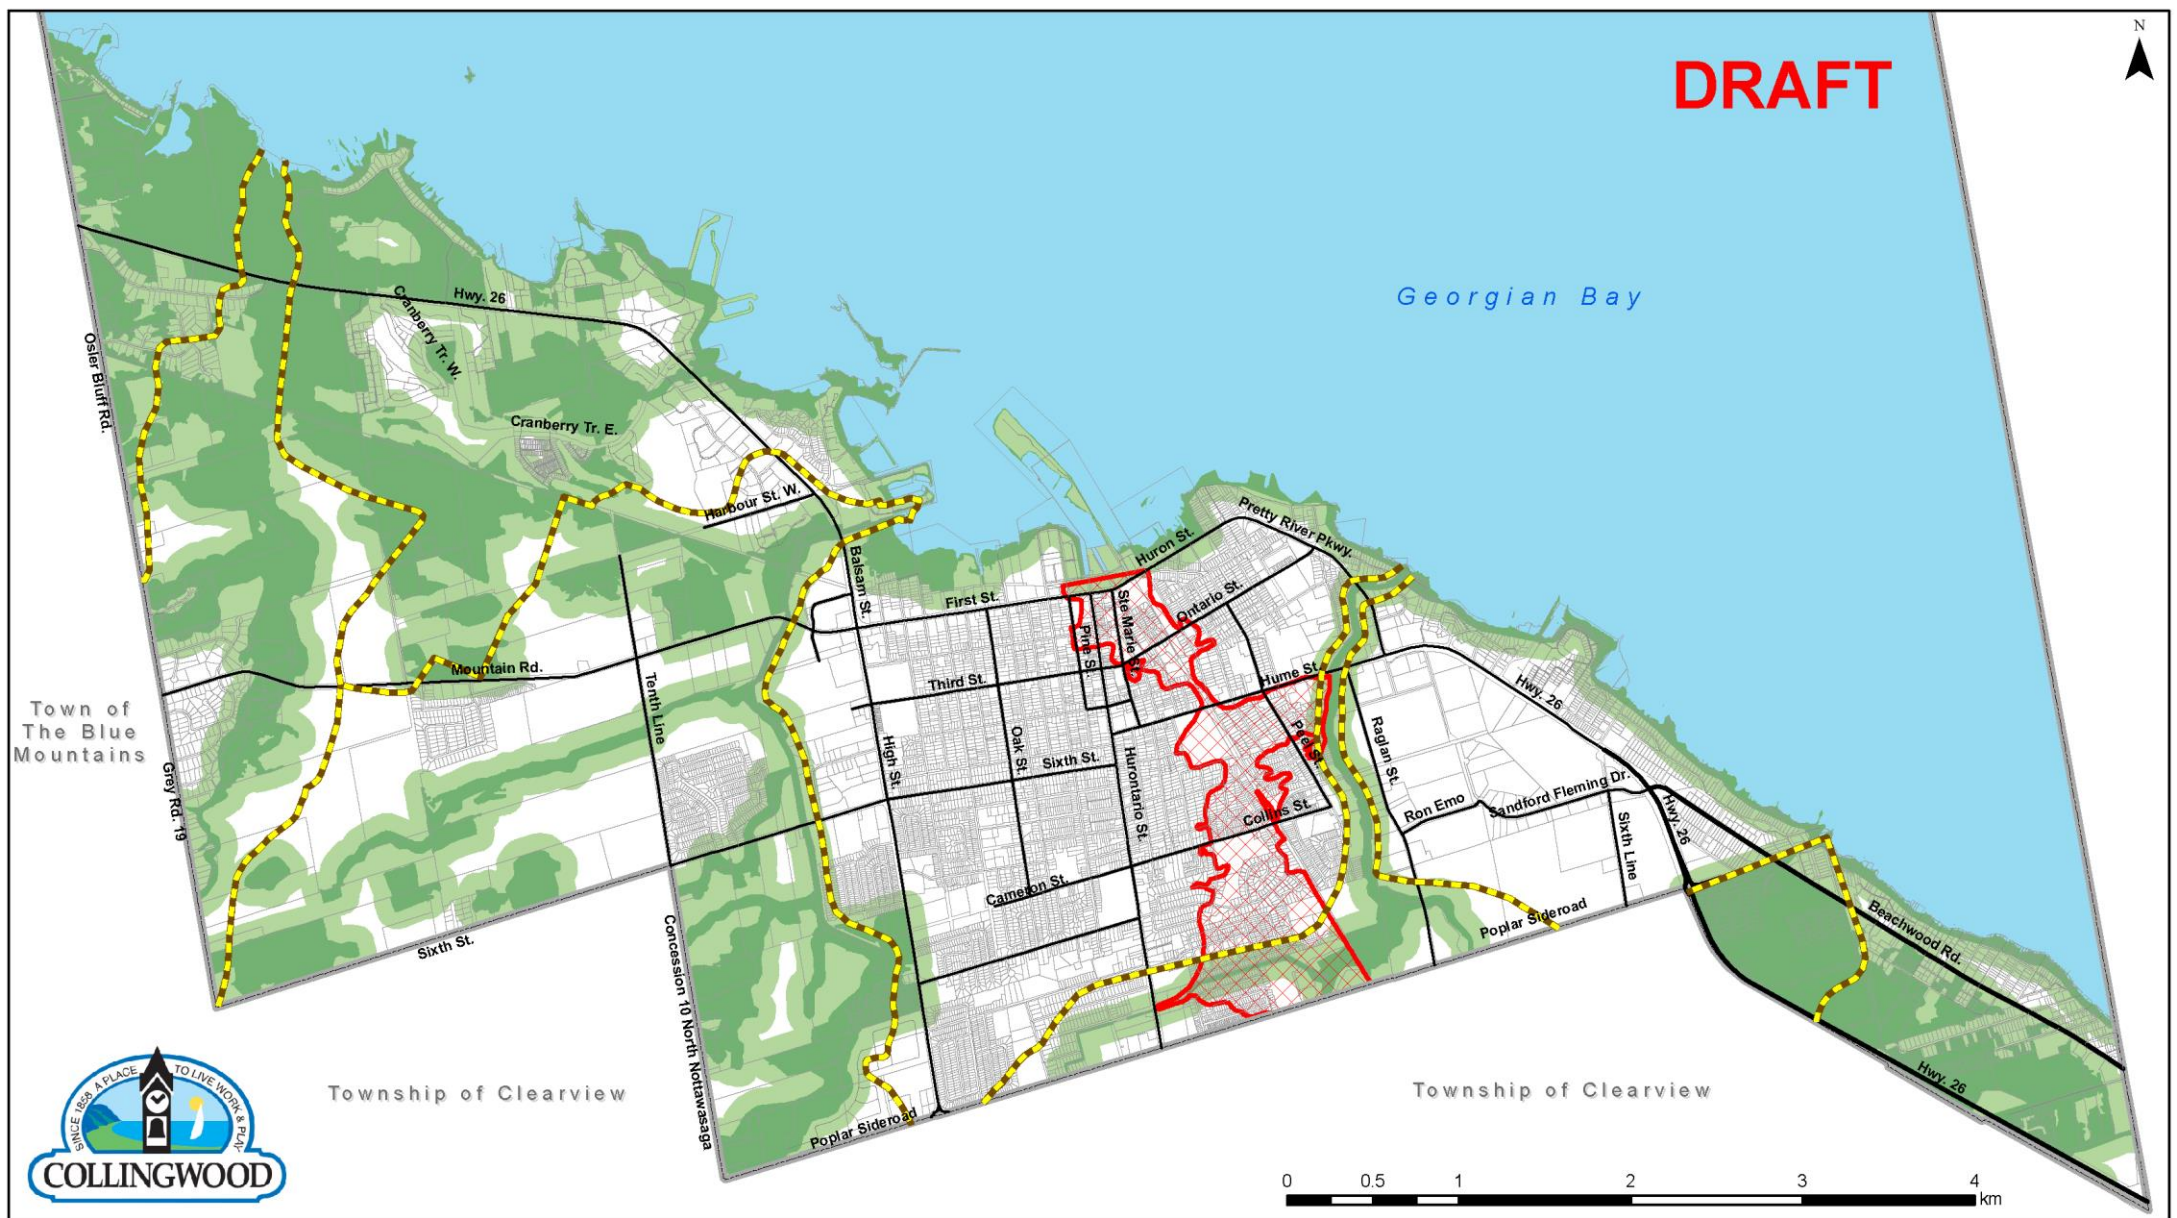 N
DRAFT
Georgian Bay
Hwy. 26
Cranberry Tr. W.
Osler Bluff Rd.
Cranberry Tr. E.
Harbour St. W.
Balsam St.
Pretty River Pkwy.
Huron St.
Ontario St.
First St.
Ste Marie St.
Pine St.
Mountain Rd.
Tenth Line
Third St.
Hume St.
Hwy. 26
Town of
The Blue
Mountains
Grey Rd. 19
High St.
Oak St.
Sixth St.
Hurontario St.
Peel St.
Raglan St.
Collins St.
Ron Emo
Sandford Fleming Dr.
Sixth Line
Hwy. 26
Cameron St.
Sixth St.
Concession 10 North Nottawasaga
Poplar Sideroad
Beachwood Rd.
Hwy. 26
Township of Clearview
Township of Clearview
Poplar Sideroad
SINCE 1858 A PLACE TO LIVE WORK & PLAY
COLLINGWOOD
0 0.5 1 2 3 4
km